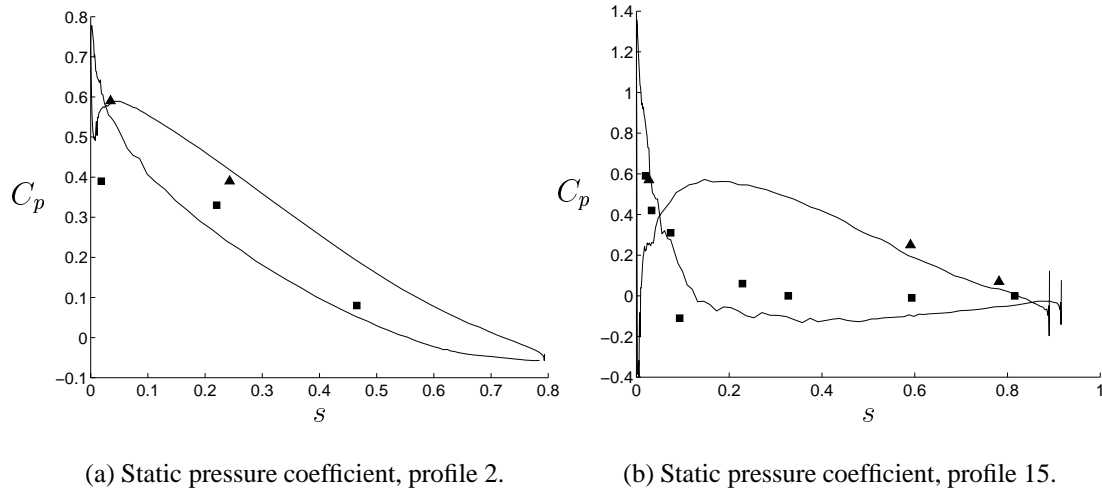 0.8
0.7
0.6
0.5
0.4
0.3
0.2
0.1
0
−0.1
C_p
0 0.1 0.2 0.3 0.4 0.5 0.6 0.7 0.8
s
(a) Static pressure coefficient, profile 2.
1.4
1.2
1
0.8
0.6
0.4
0.2
0
−0.2
−0.4
C_p
0 0.2 0.4 0.6 0.8 1
s
(b) Static pressure coefficient, profile 15.